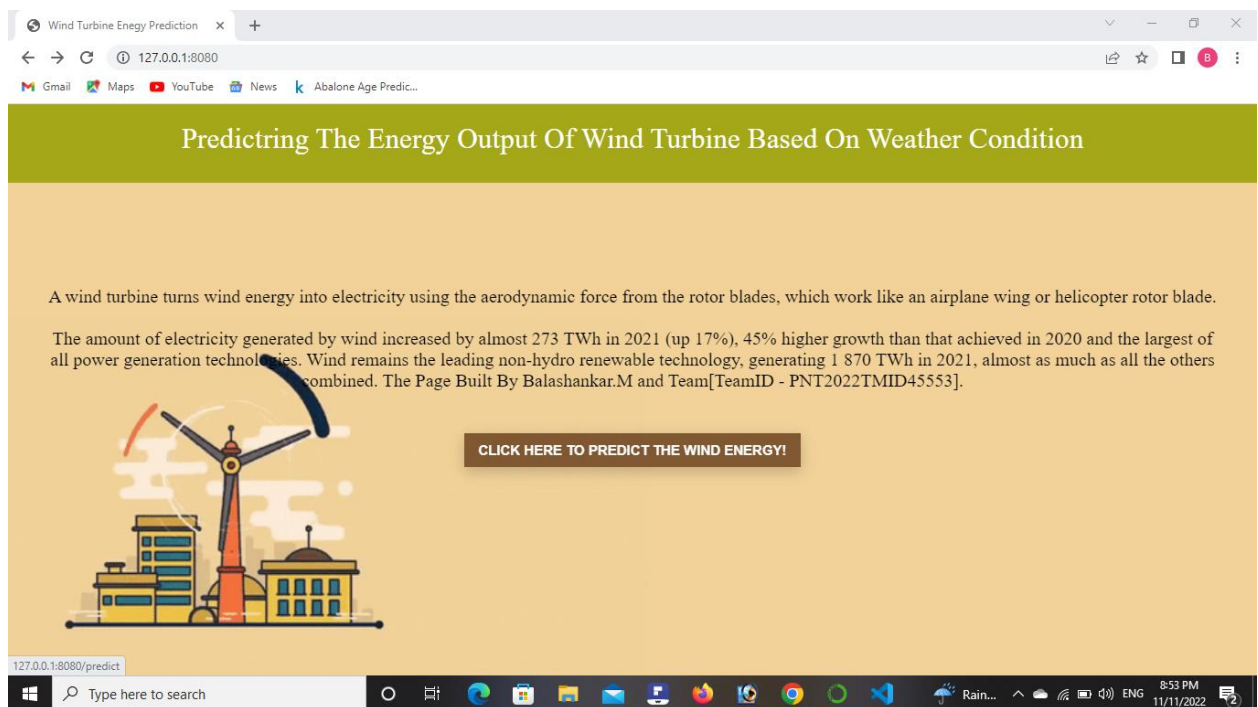 Wind Turbine Enegy Prediction
127.0.0.1:8080
B
Gmail Maps YouTube News Abalone Age Predic...
Predictring The Energy Output Of Wind Turbine Based On Weather Condition
A wind turbine turns wind energy into electricity using the aerodynamic force from the rotor blades, which work like an airplane wing or helicopter rotor blade.
The amount of electricity generated by wind increased by almost 273 TWh in 2021 (up 17%), 45% higher growth than that achieved in 2020 and the largest of
all power generation technologies. Wind remains the leading non-hydro renewable technology, generating 1 870 TWh in 2021, almost as much as all the others
combined. The Page Built By Balashankar.M and Team[TeamID - PNT2022TMID45553].
CLICK HERE TO PREDICT THE WIND ENERGY!
127.0.0.1:8080/predict
Type here to search
Rain... ENG 8:53 PM
11/11/2022
2